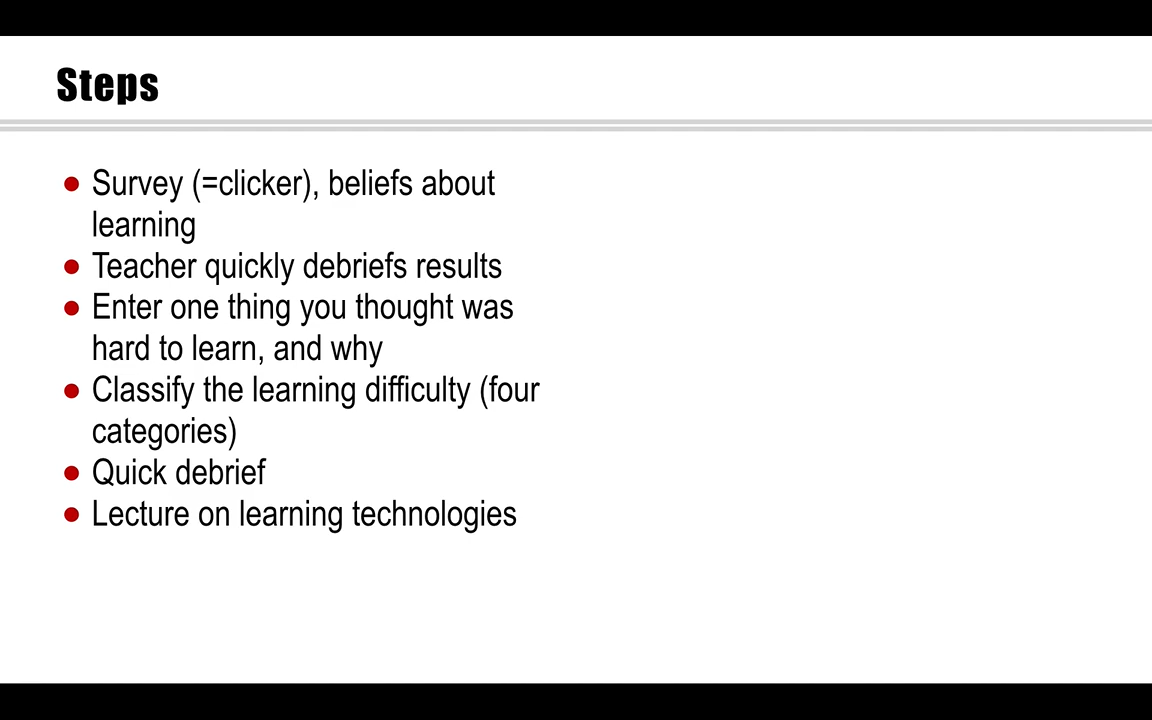 Steps
● Survey (=clicker), beliefs about
learning
● Teacher quickly debriefs results
● Enter one thing you thought was
hard to learn, and why
● Classify the learning difficulty (four
categories)
● Quick debrief
● Lecture on learning technologies